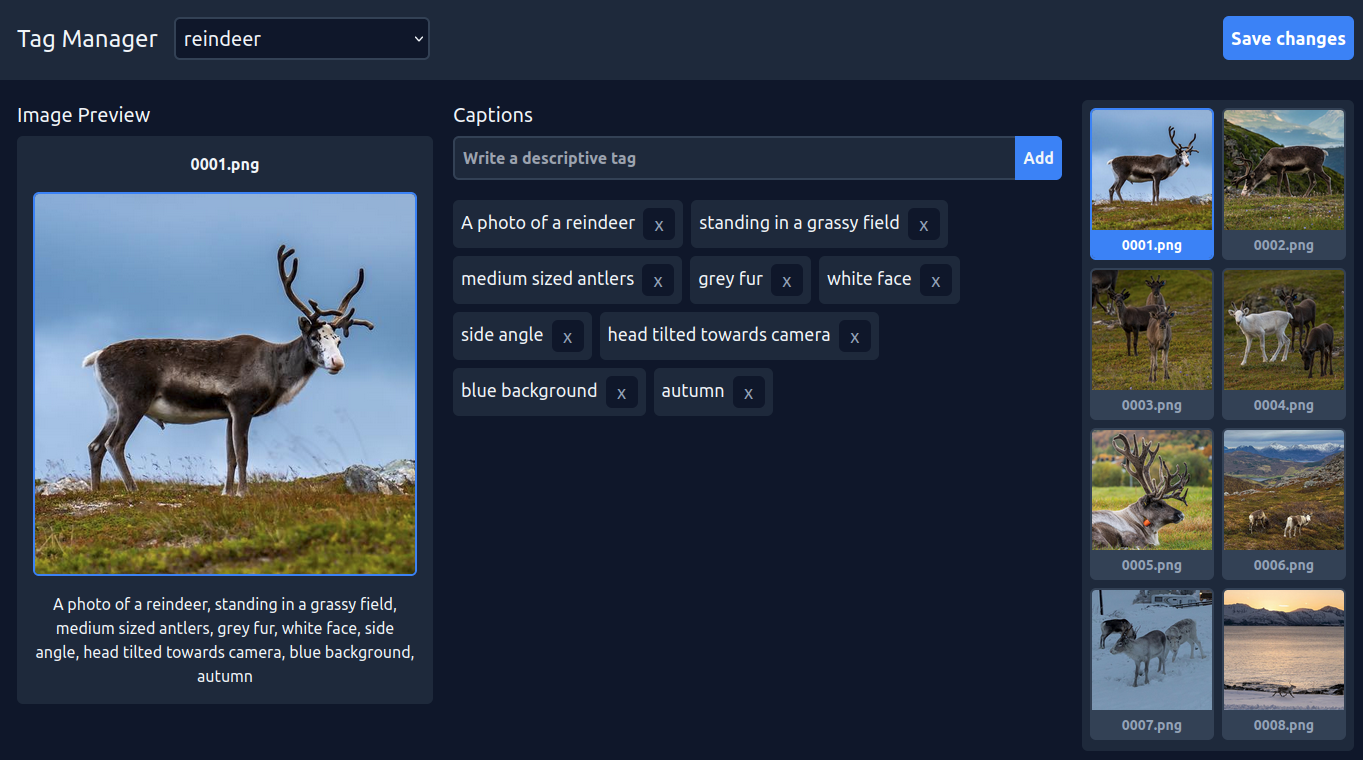 Tag Manager
reindeer
Save changes
Image Preview
0001.png
A photo of a reindeer, standing in a grassy field,
medium sized antlers, grey fur, white face, side
angle, head tilted towards camera, blue background,
autumn
Captions
Write a descriptive tag
Add
A photo of a reindeer x standing in a grassy field x
medium sized antlers x grey fur x white face x
side angle x head tilted towards camera x
blue background x autumn x
0001.png 0002.png
0003.png 0004.png
0005.png 0006.png
0007.png 0008.png